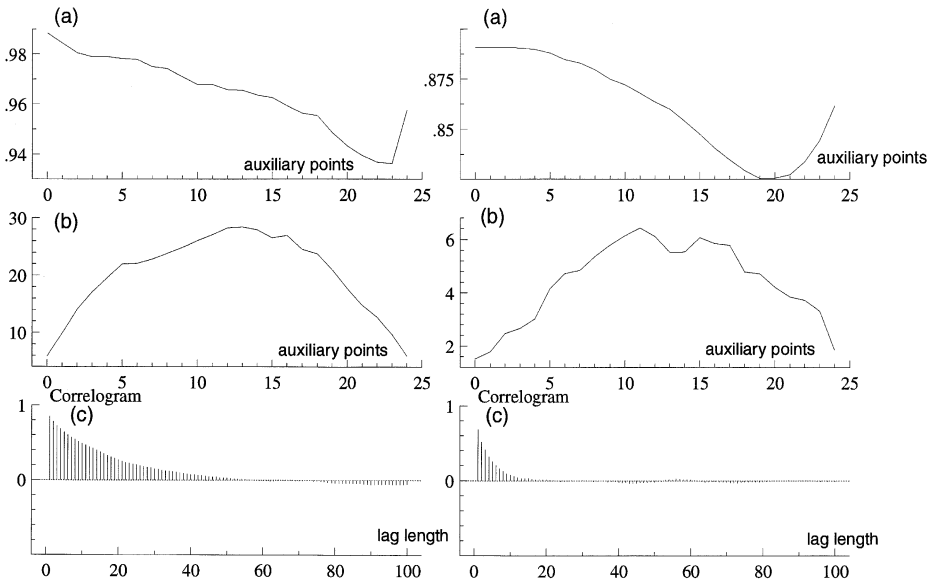 (a)
.98
.96
.94
auxiliary points
0 5 10 15 20 25
(b)
30
20
10
auxiliary points
0 5 10 15 20 25
Correlogram
(c)
1
0
lag length
0 20 40 60 80 100
(a)
.875
.85
auxiliary points
0 5 10 15 20 25
(b)
6
4
2
auxiliary points
0 5 10 15 20 25
Correlogram
(c)
1
0
lag length
0 20 40 60 80 100